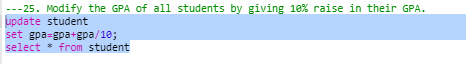 ---25. Modify the GPA of all students by giving 10% raise in their GPA.
update student
set gpa=gpa+gpa/10;
select * from student